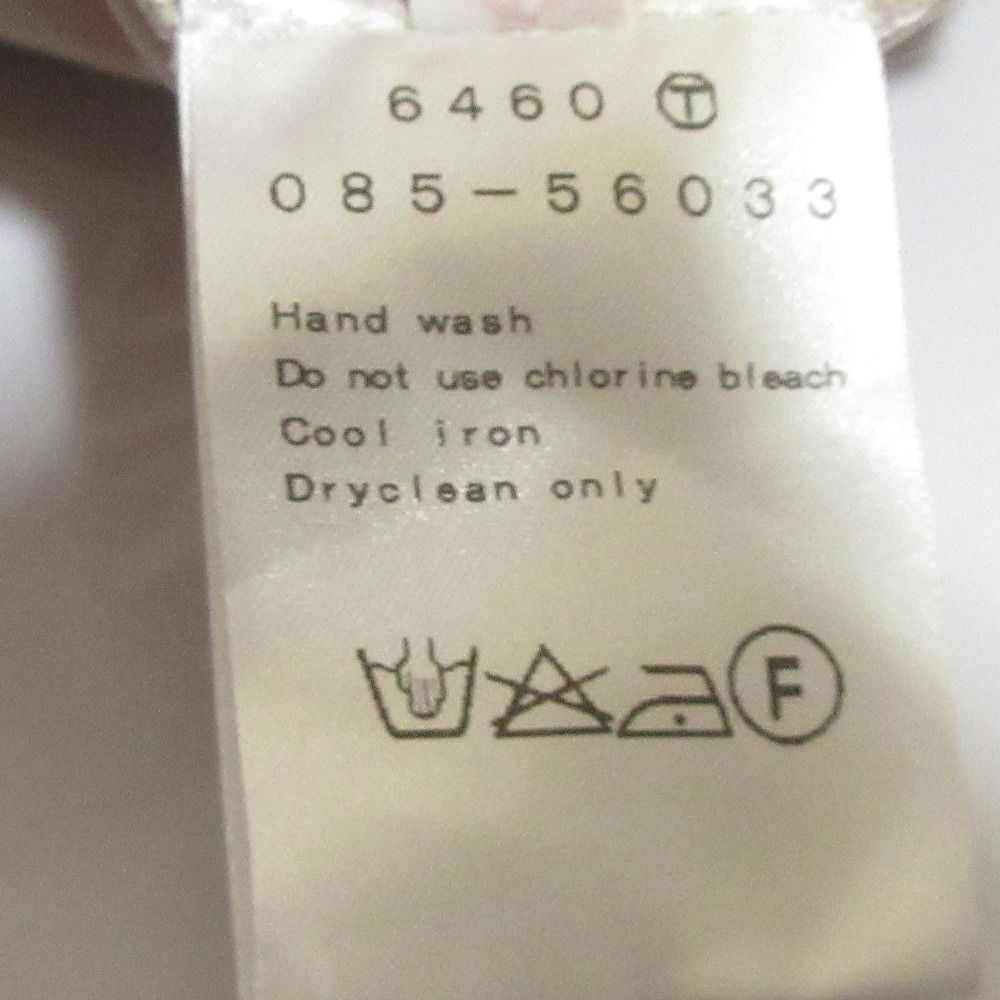 6460 Ⓣ
085-56033
Hand wash
Do not use chlorine bleach
Cool iron
Dryclean only
F